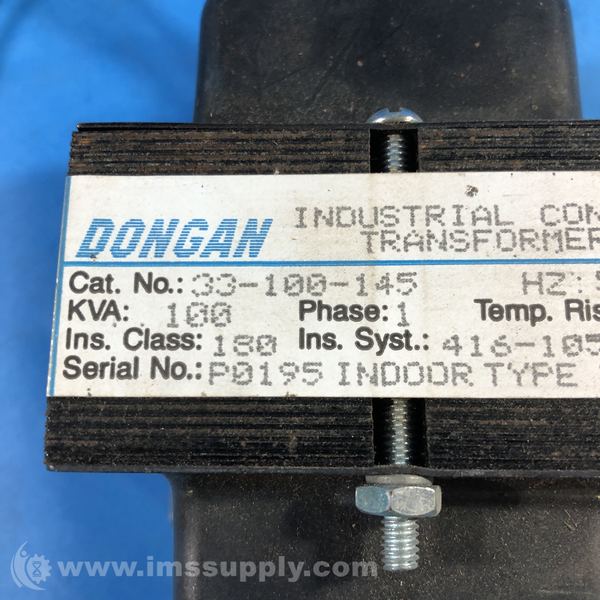 DONGAN INDUSTRIAL CON
TRANSFORMER
Cat. No.: 33-100-145 HZ:5
KVA: 100 Phase: 1 Temp. Ris
Ins. Class: 180 Ins. Syst.: 416-105
Serial No.: P0195 INDOOR TYPE
www.imssupply.com